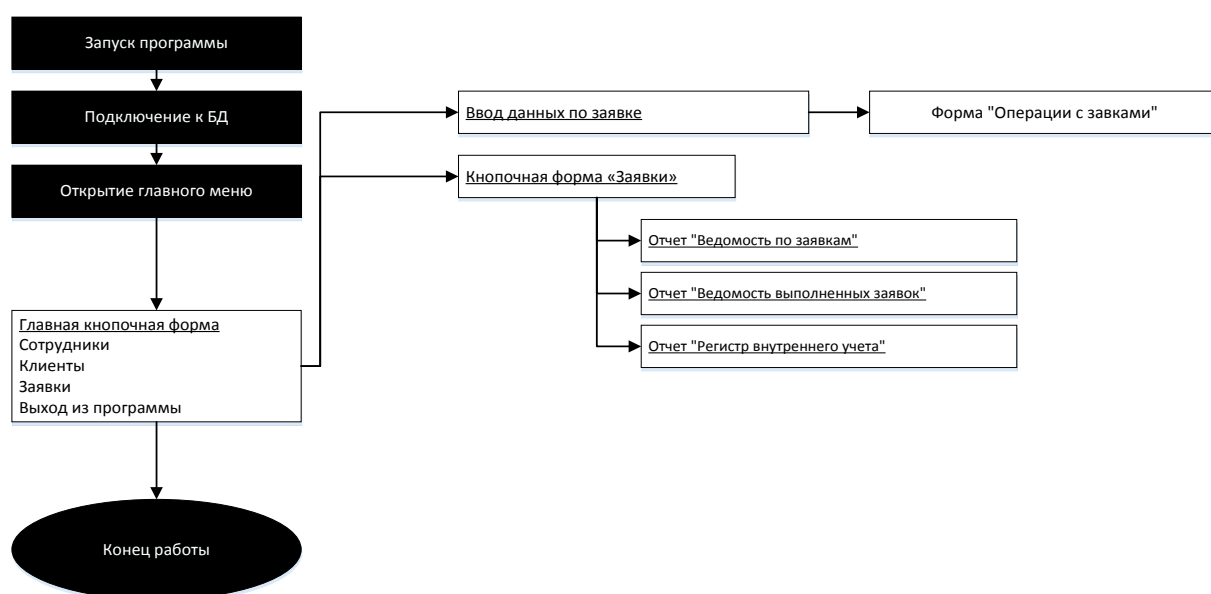 Запуск программы
Подключение к БД
Открытие главного меню
Главная кнопочная форма
Сотрудники
Клиенты
Заявки
Выход из программы
Конец работы
Ввод данных по заявке
Форма "Операции с завками"
Кнопочная форма «Заявки»
Отчет "Ведомость по заявкам"
Отчет "Ведомость выполненных заявок"
Отчет "Регистр внутреннего учета"